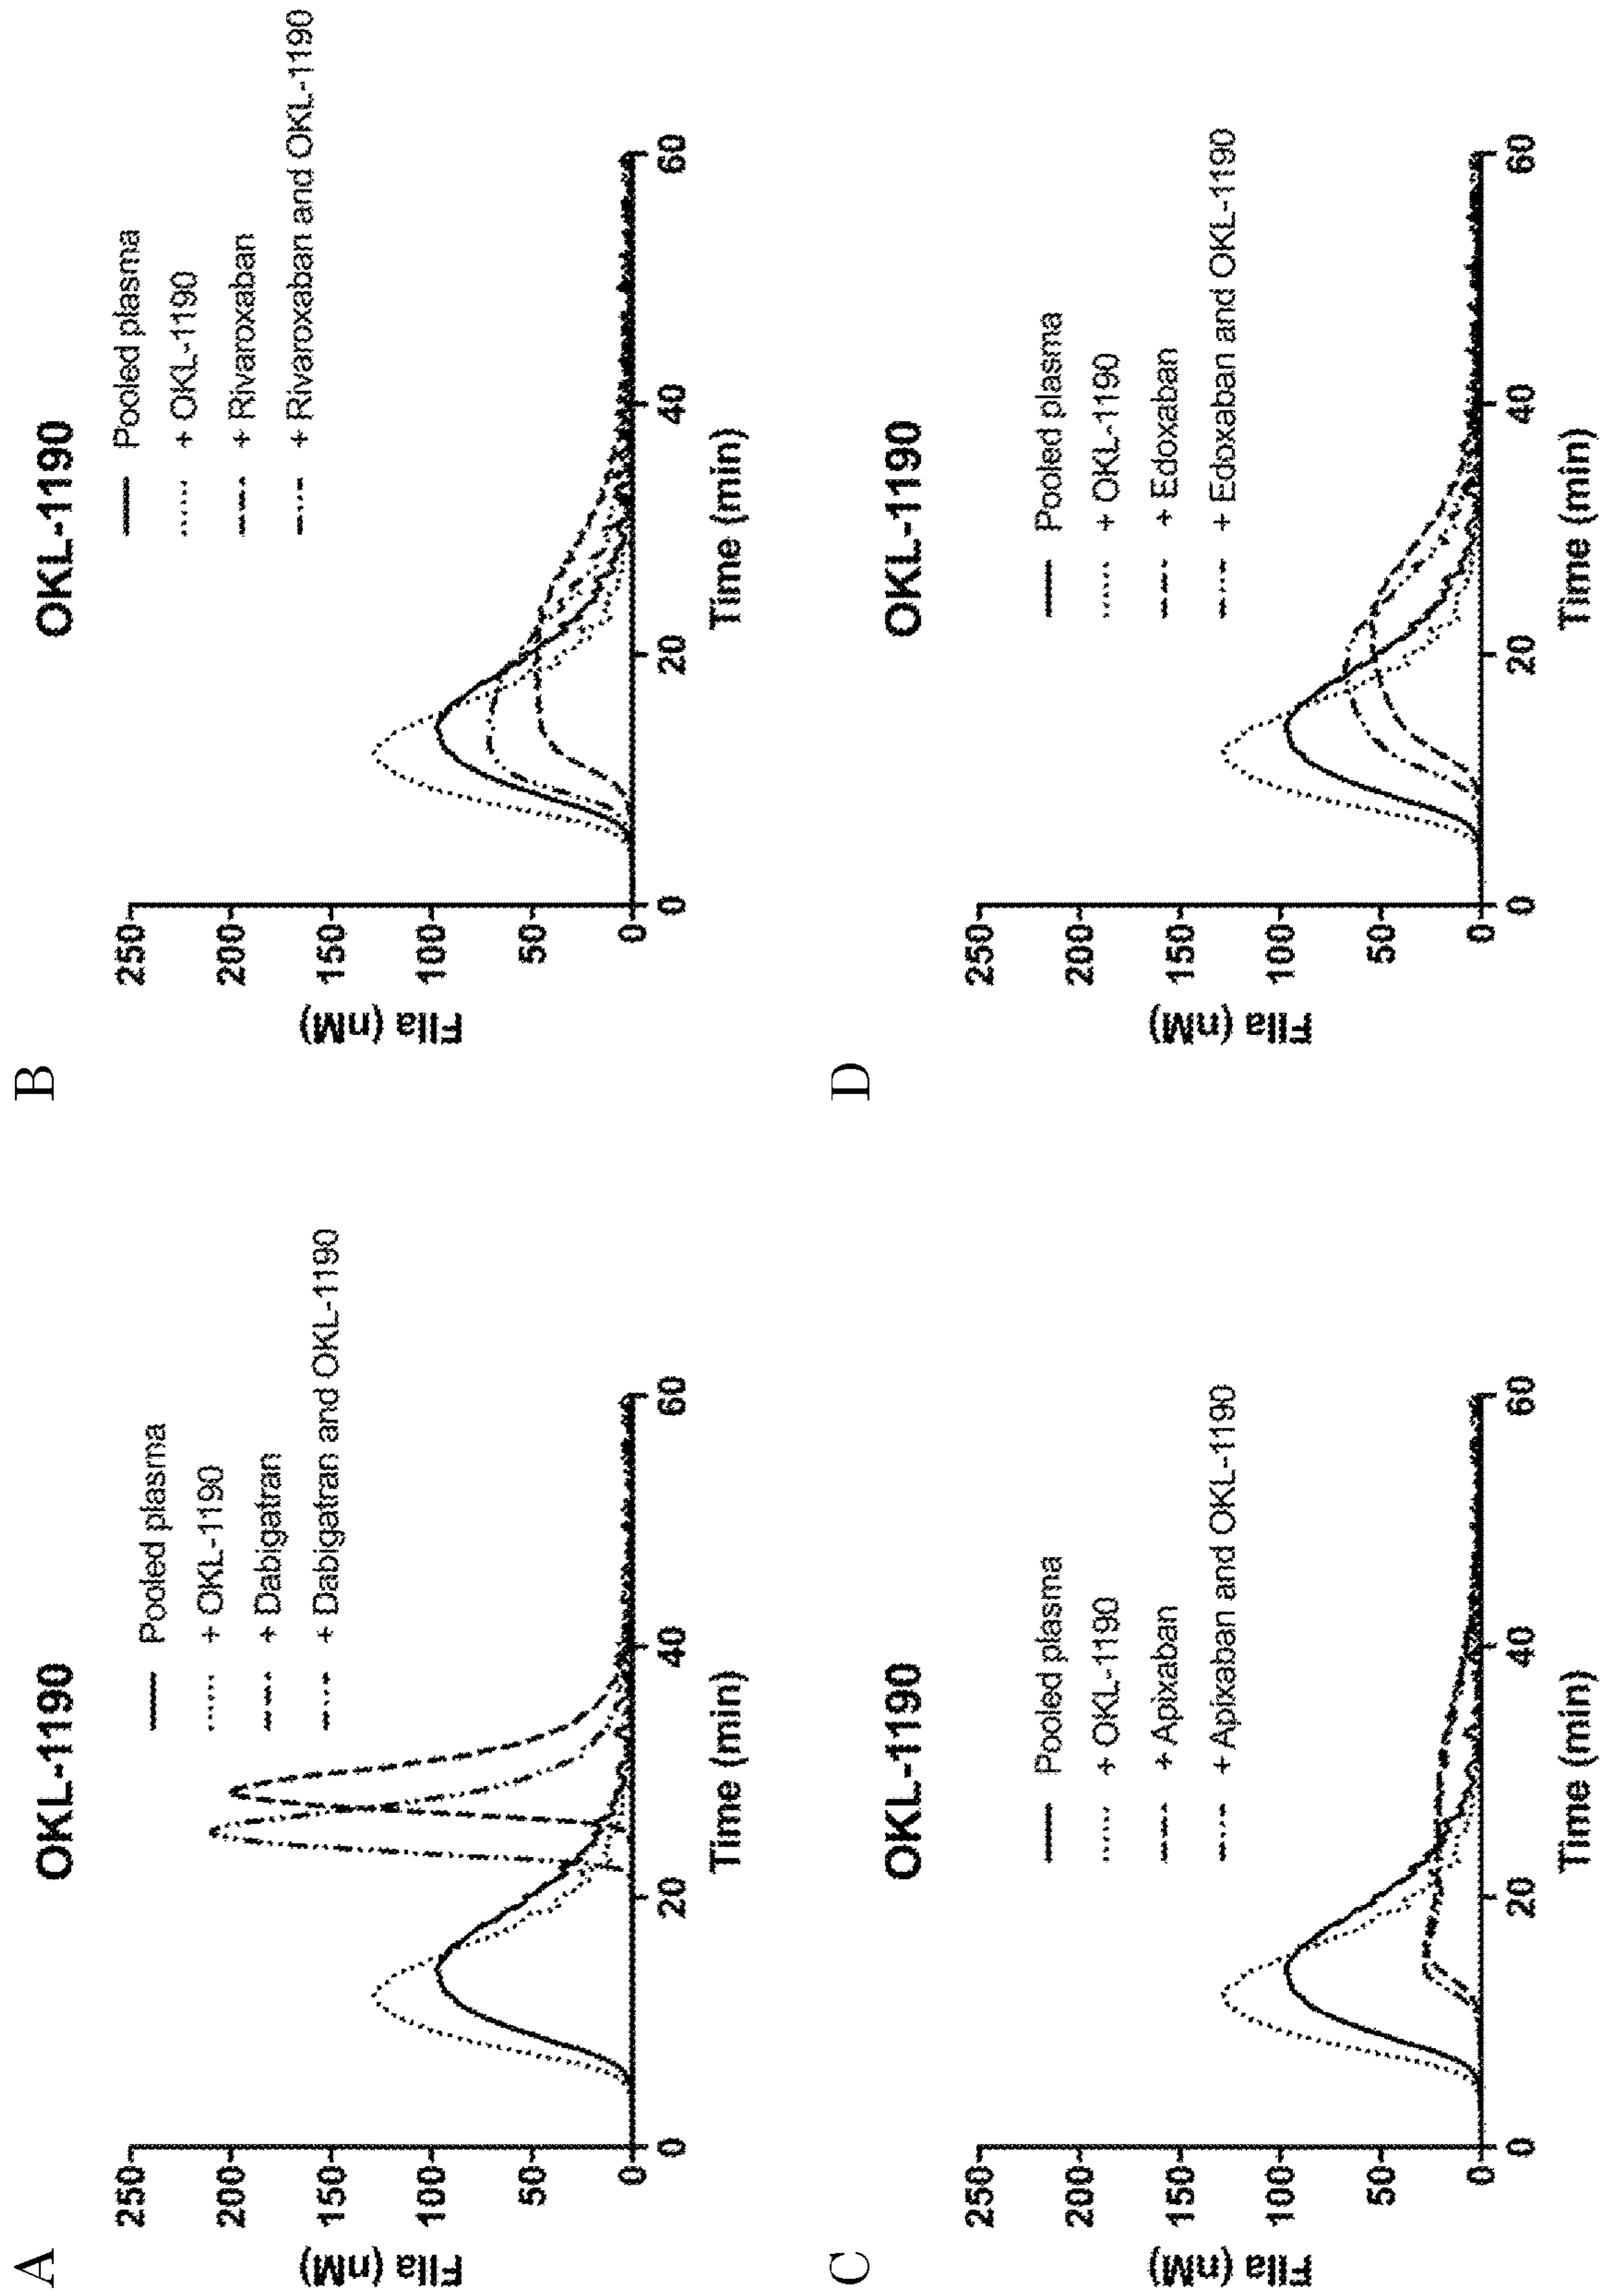 A
OKL-1190
Pooled plasma
+ OKL-1190
+ Dabigatran
+ Dabigatran and OKL-1190
FIIa (nM)
250
200
150
100
50
0
0
20
40
60
Time (min)
B
OKL-1190
Pooled plasma
+ OKL-1190
+ Rivaroxaban
+ Rivaroxaban and OKL-1190
FIIa (nM)
250
200
150
100
50
0
0
20
40
60
Time (min)
C
OKL-1190
Pooled plasma
+ OKL-1190
+ Apixaban
+ Apixaban and OKL-1190
FIIa (nM)
250
200
150
100
50
0
0
20
40
60
Time (min)
D
OKL-1190
Pooled plasma
+ OKL-1190
+ Edoxaban
+ Edoxaban and OKL-1190
FIIa (nM)
250
200
150
100
50
0
0
20
40
60
Time (min)